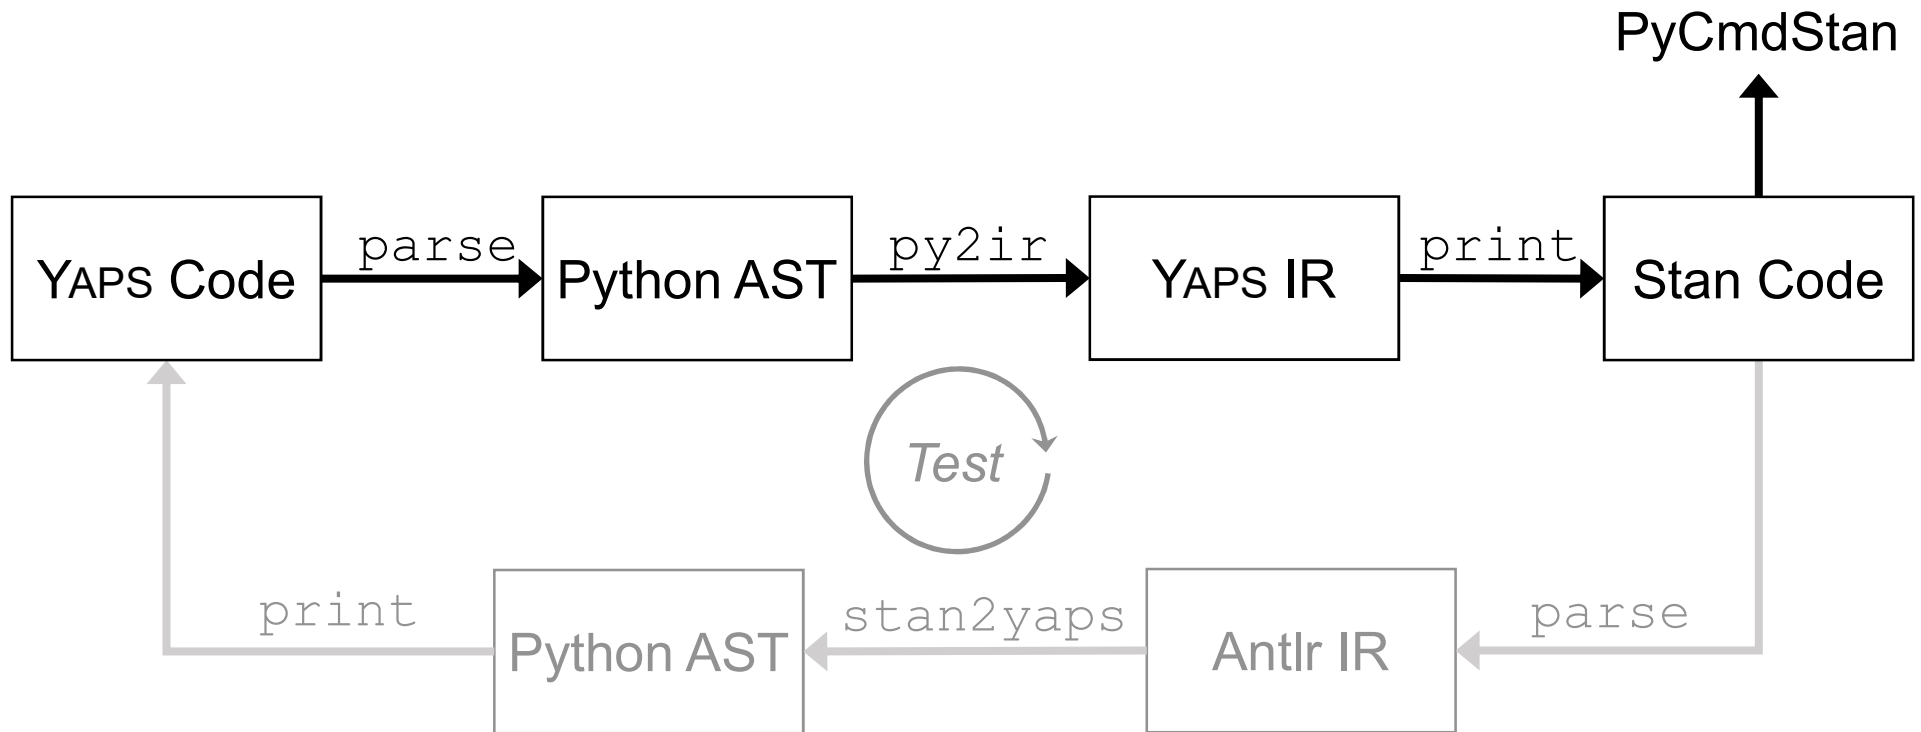 PyCmdStan
YAPS Code
parse
Python AST
py2ir
YAPS IR
print
Stan Code
Test
print
Python AST
stan2yaps
Antlr IR
parse